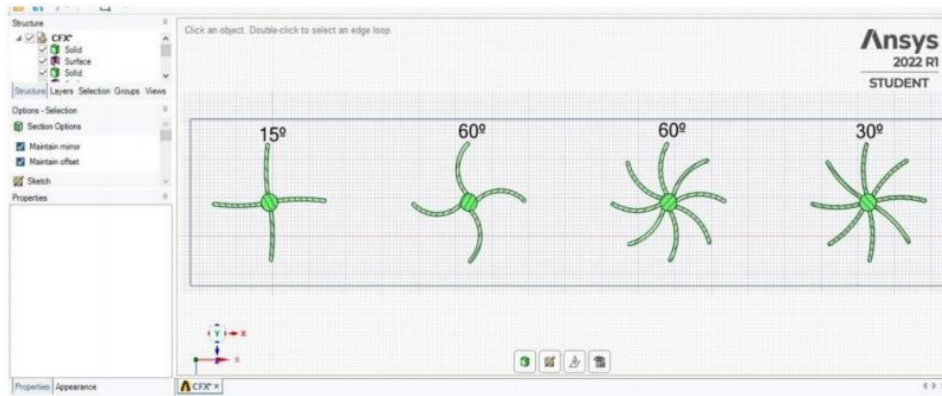 Structure
CFX*
Solid
Surface
Solid
Structure Layers Selection Groups Views
Options - Selection
Section Options
Maintain mirror
Maintain offset
Sketch
Properties
Properties Appearance
Click an object. Double-click to select an edge loop.
Ansys
2022 R1
STUDENT
15º 60º 60º 30º
Y X
X
CFX* ×